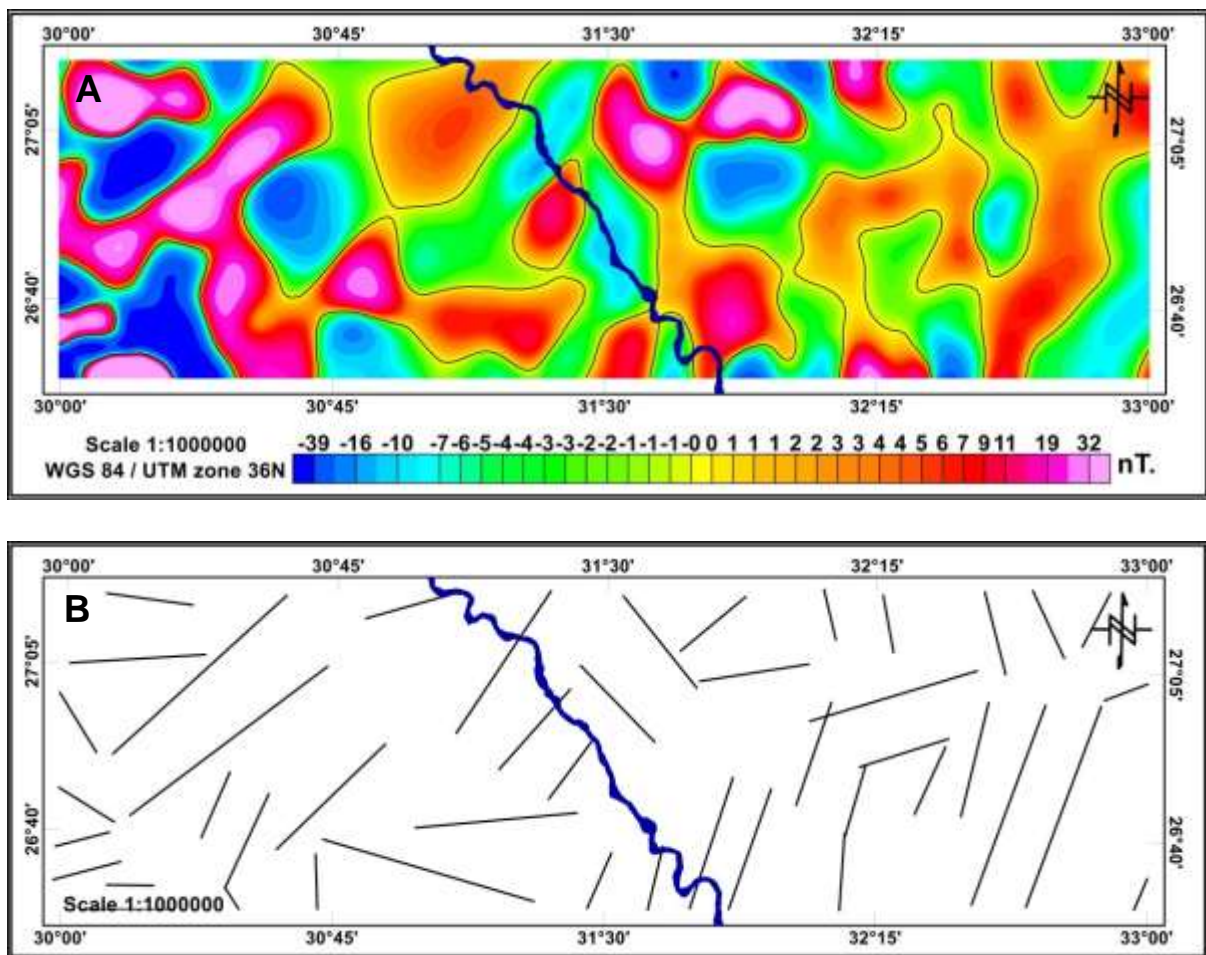 30°00' 30°45' 31°30' 32°15' 33°00'
A
27°05' 27°05'
26°40' 26°40'
30°00' 30°45' 31°30' 32°15' 33°00'
Scale 1:1000000 -39 -16 -10 -7-6-5-4-4-3-3-2-2-1-1-1-0 0 1 1 1 2 2 3 3 4 4 5 6 7 9 11 19 32
WGS 84 / UTM zone 36N nT.
30°00' 30°45' 31°30' 32°15' 33°00'
B
27°05' 27°05'
26°40' 26°40'
Scale 1:1000000
30°00' 30°45' 31°30' 32°15' 33°00'